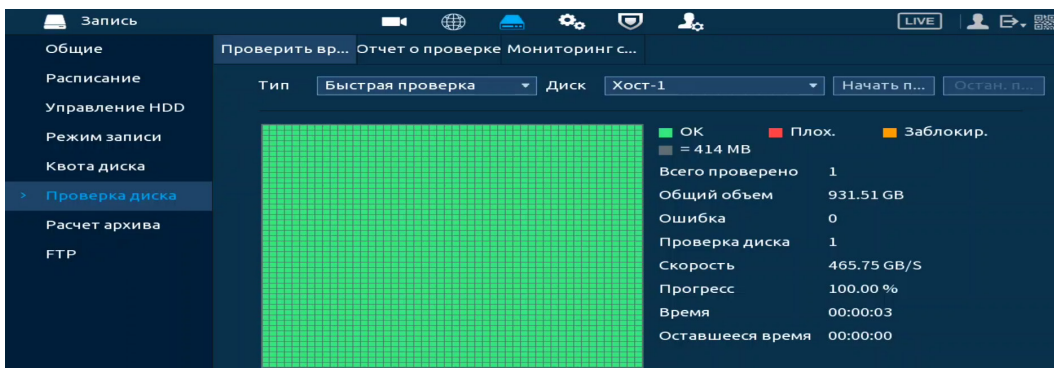 Запись LIVE
Общие
Расписание
Управление HDD
Режим записи
Квота диска
> Проверка диска
Расчет архива
FTP
Проверить вр... Отчет о проверке Мониторинг с...
Тип Быстрая проверка Диск Хост-1 Начать п... Остан. п...
OK Плох. Заблокир.
= 414 MB
Всего проверено 1
Общий объем 931.51 GB
Ошибка 0
Проверка диска 1
Скорость 465.75 GB/S
Прогресс 100.00 %
Время 00:00:03
Оставшееся время 00:00:00